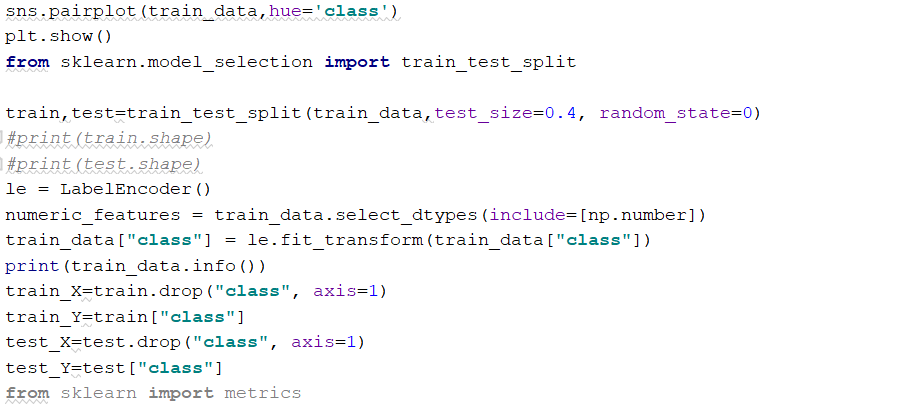 sns.pairplot(train_data,hue='class')
plt.show()
from sklearn.model_selection import train_test_split
train,test=train_test_split(train_data,test_size=0.4, random_state=0)
#print(train.shape)
#print(test.shape)
le = LabelEncoder()
numeric_features = train_data.select_dtypes(include=[np.number])
train_data["class"] = le.fit_transform(train_data["class"])
print(train_data.info())
train_X=train.drop("class", axis=1)
train_Y=train["class"]
test_X=test.drop("class", axis=1)
test_Y=test["class"]
from sklearn import metrics